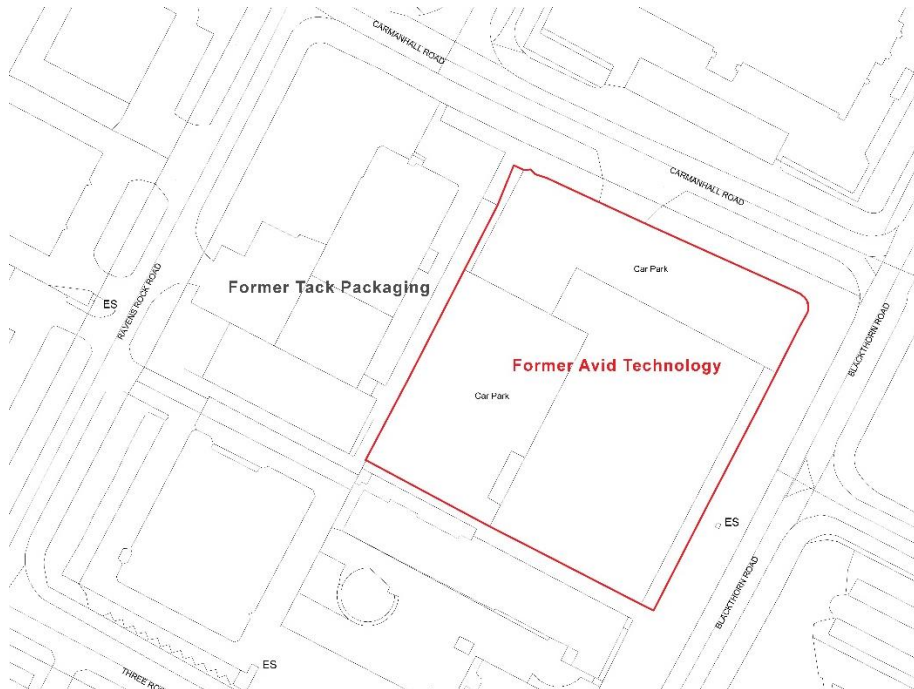 CARMANHALL ROAD
CARMANHALL ROAD
Car Park
RAVENS ROCK ROAD
Former Tack Packaging
ES
BLACKTHORN ROAD
Former Avid Technology
Car Park
ES
BLACKTHORN ROAD
ES
THREE